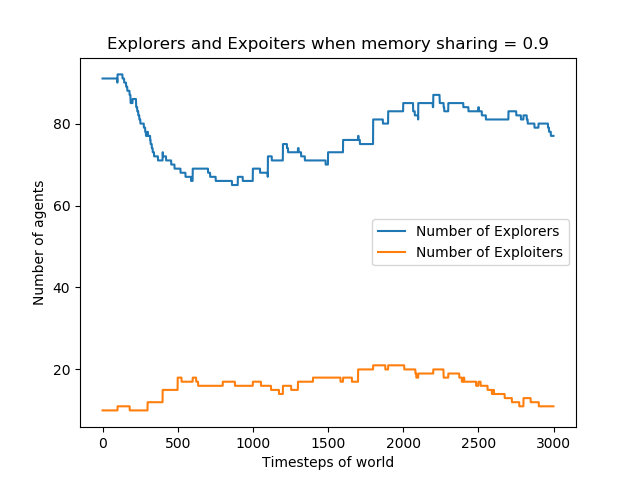 Explorers and Expoiters when memory sharing = 0.9
Number of agents
80
60
40
20
Number of Explorers
Number of Exploiters
0 500 1000 1500 2000 2500 3000
Timesteps of world